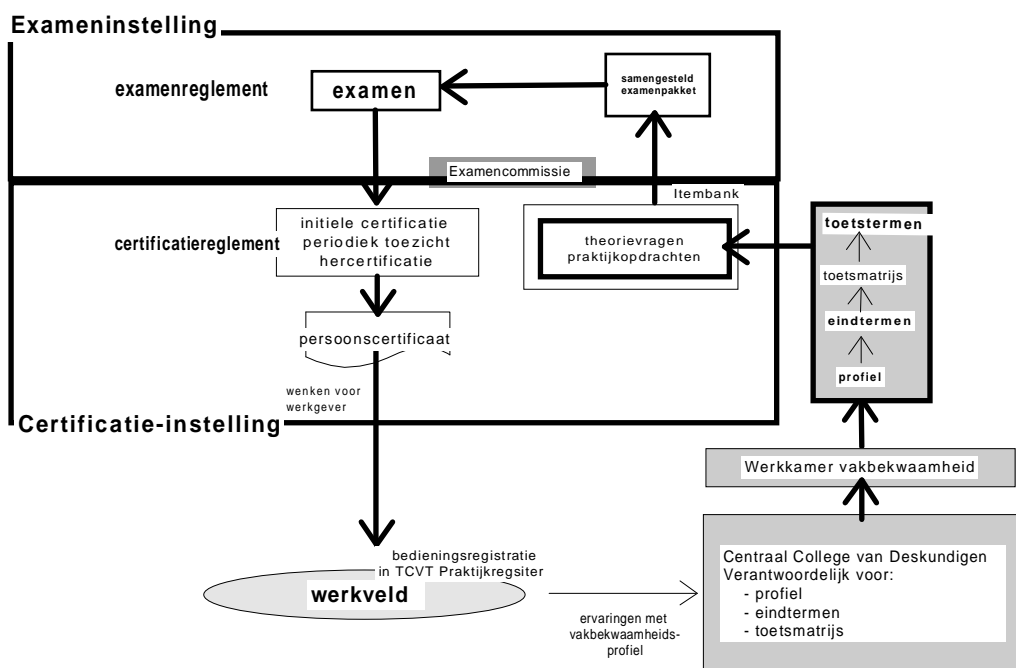 Exameninstelling
examenreglement
examen
samengesteld
examenpakket
Examencommissie
Itembank
certificatiereglement
initiele certificatie
periodiek toezicht
hercertificatie
theorievragen
praktijkopdrachten
toetstermen
toetsmatrijs
eindtermen
profiel
persoonscertificaat
wenken voor
werkgever
Certificatie-instelling
Werkkamer vakbekwaamheid
bedieningsregistratie
in TCVT Praktijkregsiter
werkveld
ervaringen met
vakbekwaamheids-
profiel
Centraal College van Deskundigen
Verantwoordelijk voor:
- profiel
- eindtermen
- toetsmatrijs